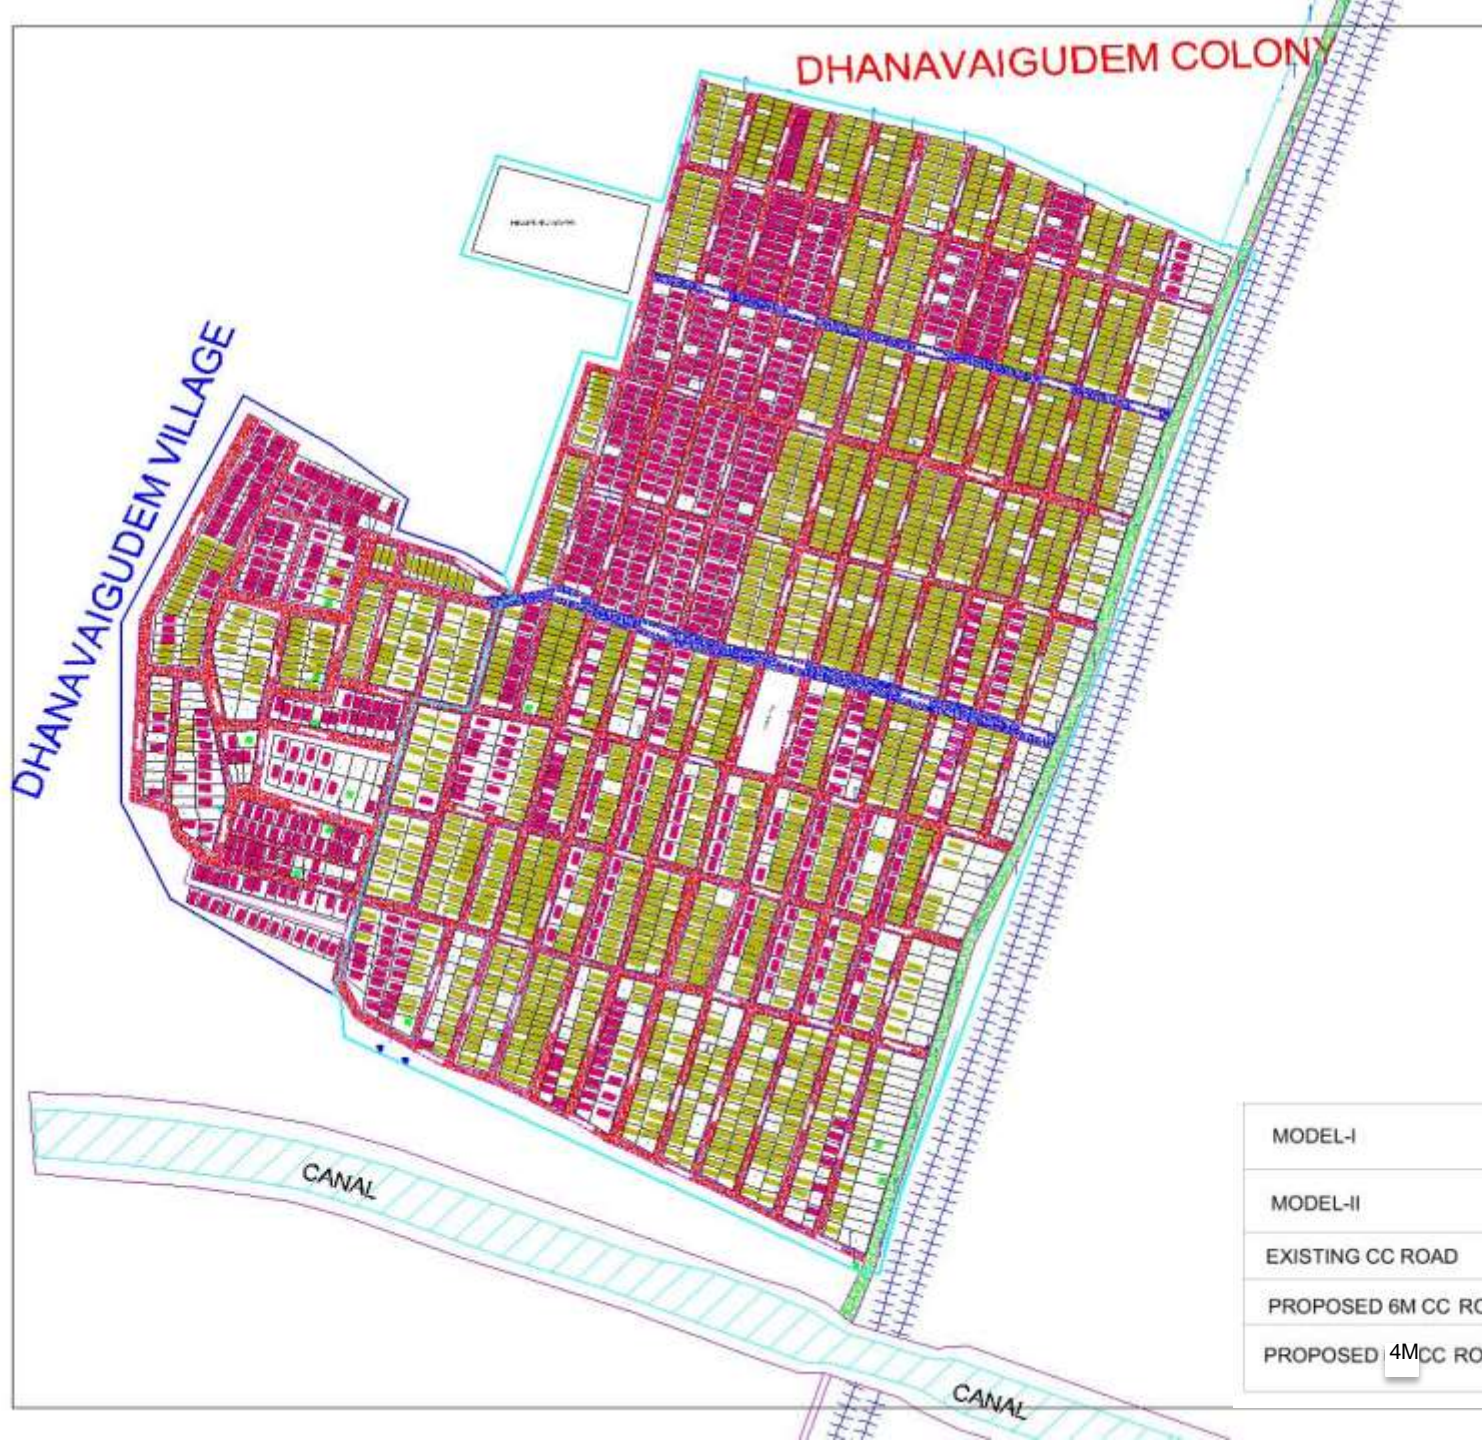 DHANAVAIGUDEM COLONY
DHANAVAIGUDEM VILLAGE
CANAL
CANAL
MODEL-I
MODEL-II
EXISTING CC ROAD
PROPOSED 6M CC RO
PROPOSED 4M CC RO